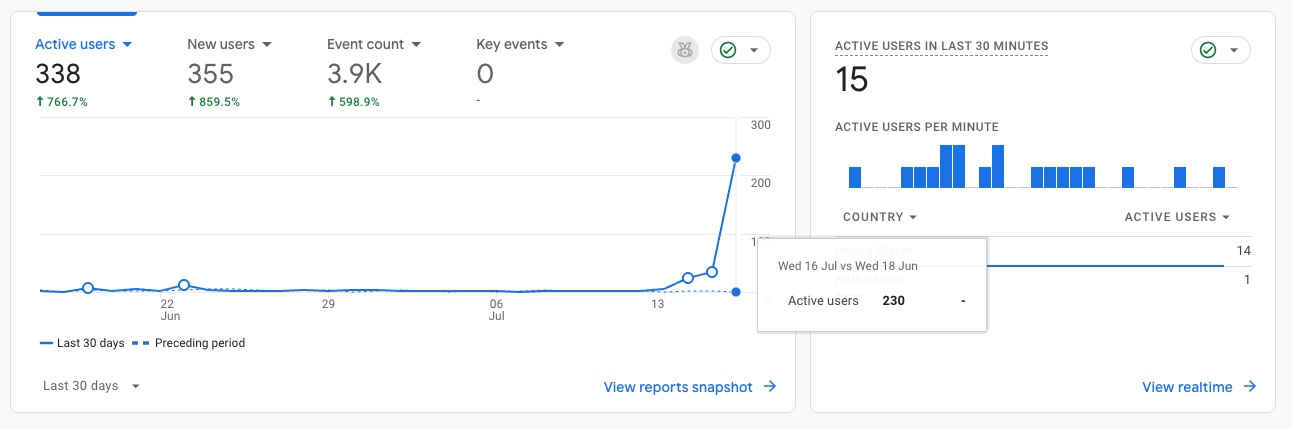 Active users
New users
Event count
Key events
338
355
3.9K
0
766.7%
859.5%
598.9%
-
300
200
22
Jun
29
06
Jul
13
Last 30 days
Preceding period
Last 30 days
View reports snapshot
ACTIVE USERS IN LAST 30 MINUTES
15
ACTIVE USERS PER MINUTE
COUNTRY
ACTIVE USERS
United States
14
Netherlands
1
Wed 16 Jul vs Wed 18 Jun
Active users 230 -
View realtime